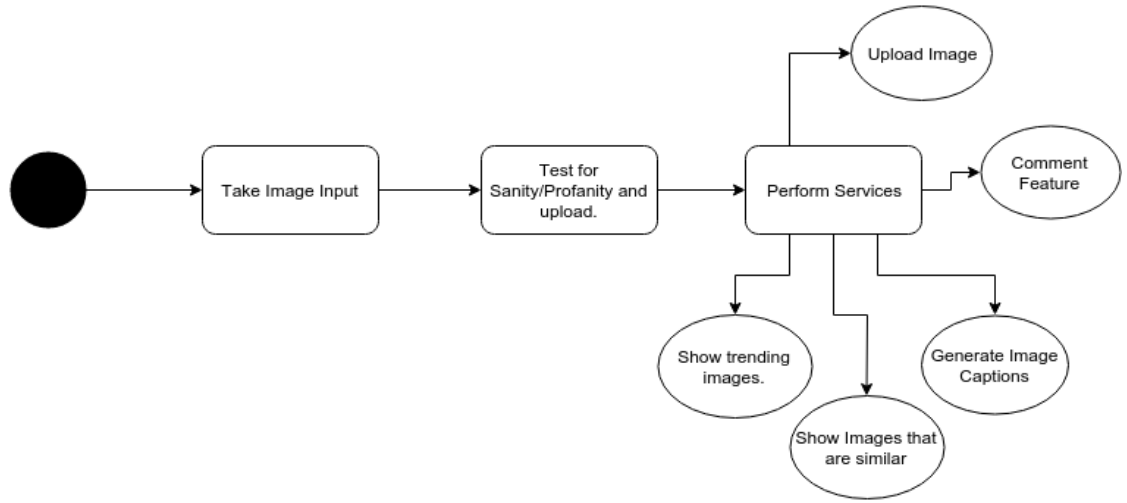 Upload Image
Take Image Input
Test for
Sanity/Profanity and
upload.
Perform Services
Comment
Feature
Show trending
images.
Show Images that
are similar
Generate Image
Captions